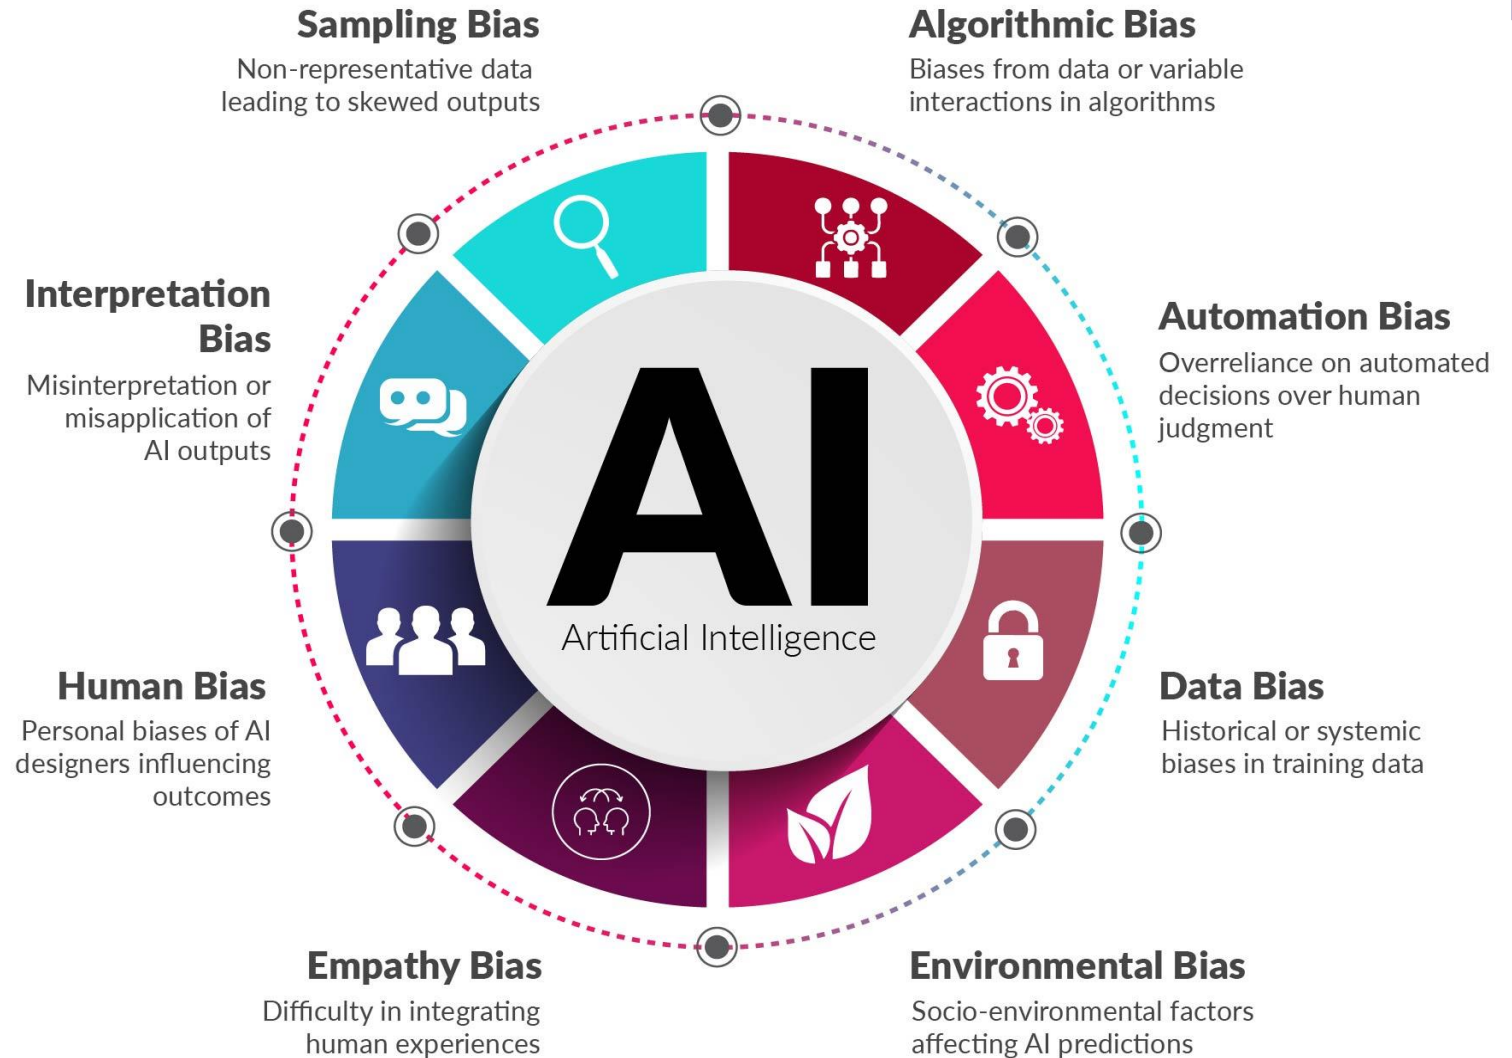 Sampling Bias
Non-representative data
leading to skewed outputs
Algorithmic Bias
Biases from data or variable
interactions in algorithms
Interpretation
Bias
Misinterpretation or
misapplication of
AI outputs
Automation Bias
Overreliance on automated
decisions over human
judgment
AI
Artificial Intelligence
Human Bias
Personal biases of AI
designers influencing
outcomes
Data Bias
Historical or systemic
biases in training data
Empathy Bias
Difficulty in integrating
human experiences
Environmental Bias
Socio-environmental factors
affecting AI predictions